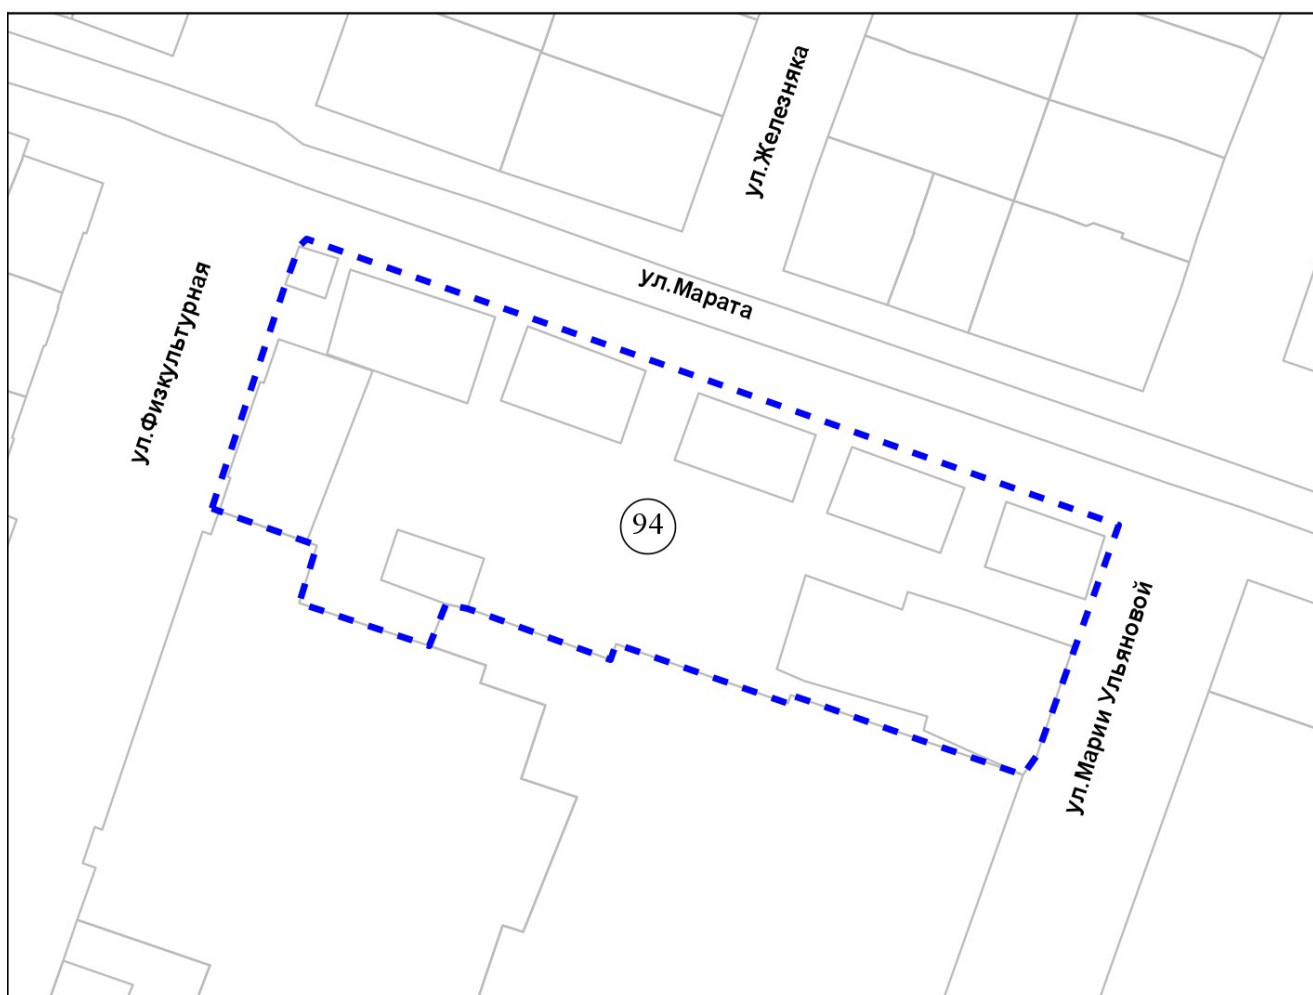 ул.Железняка
ул.Марата
ул.Физкультурная
94
ул.Марии Ульяновой